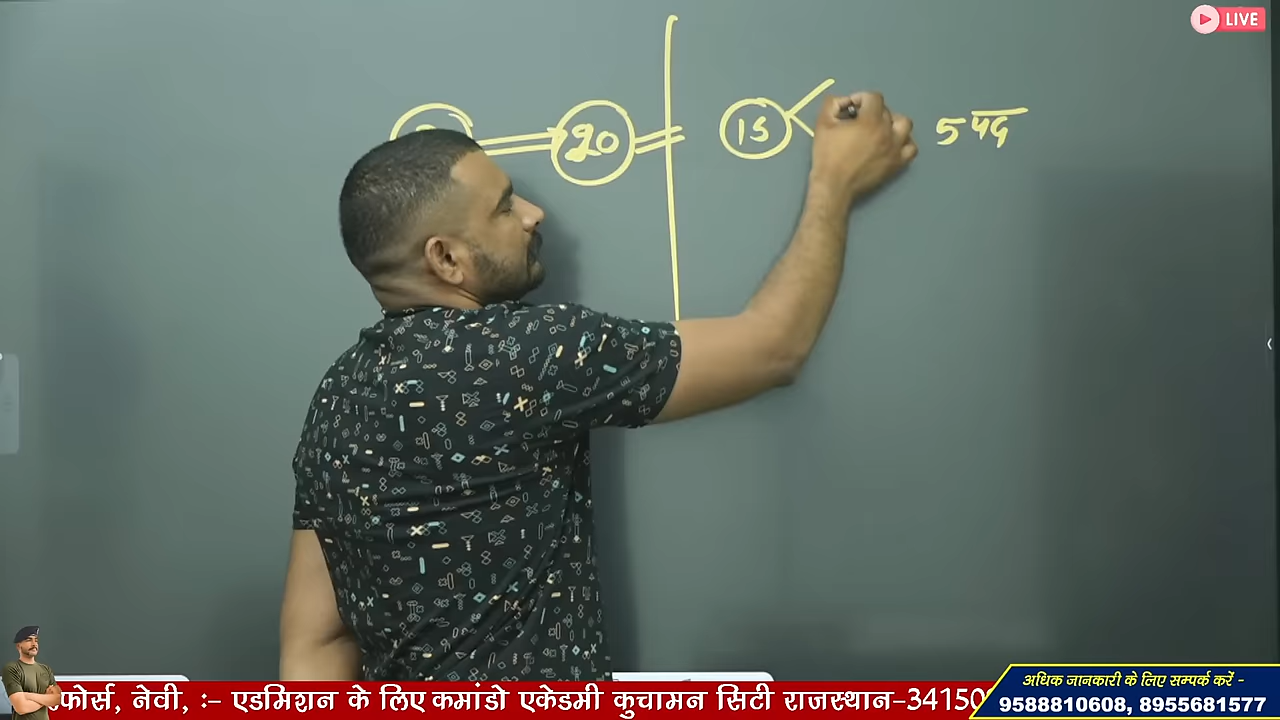 LIVE
20
15
5 पद
फोर्स, नेवी, :- एडमिशन के लिए कमांडो एकेडमी कुचामन सिटी राजस्थान-34150
अधिक जानकारी के लिए सम्पर्क करें -
9588810608, 8955681577